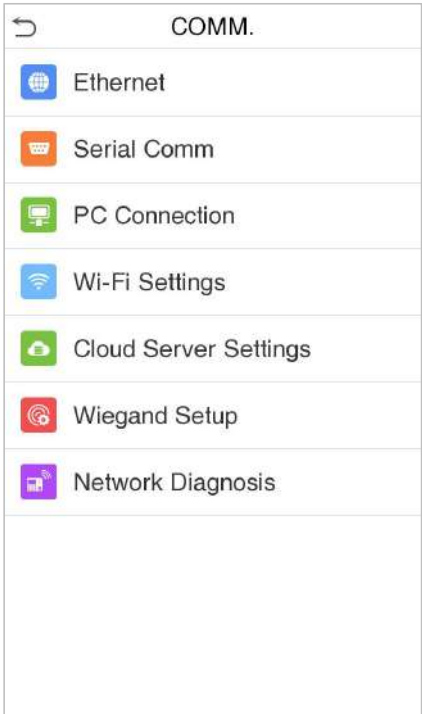 COMM.
Ethernet
Serial Comm
PC Connection
Wi-Fi Settings
Cloud Server Settings
Wiegand Setup
Network Diagnosis